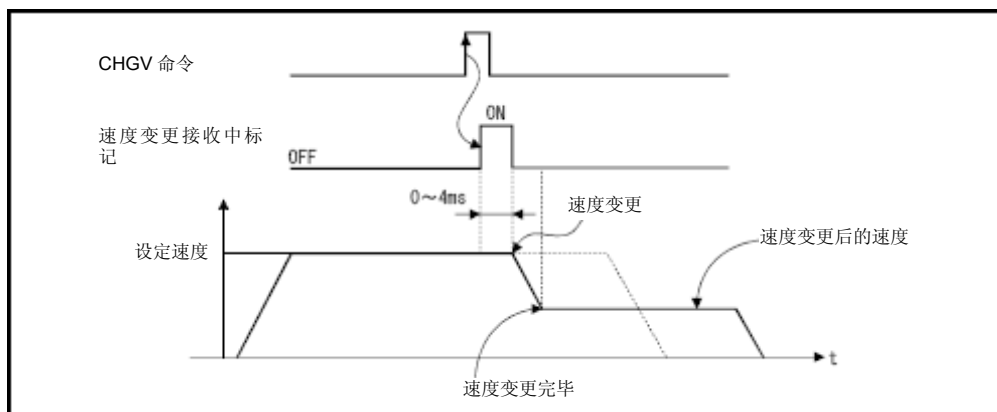 CHGV 命令
ON
速度变更接收中标
记
OFF
0～4ms
速度变更
设定速度
速度变更后的速度
t
速度变更完毕